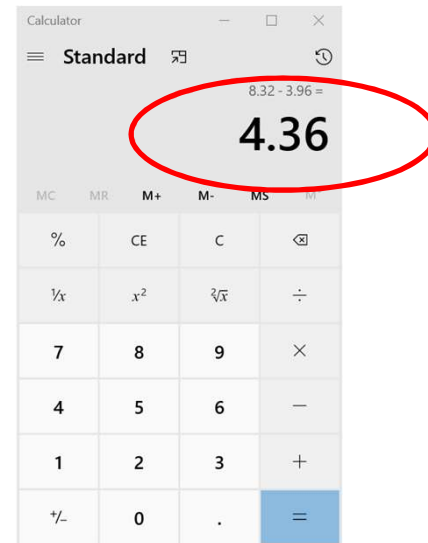 Calculator
Standard
8.32 - 3.96 =
4.36
MC MR M+ M- MS M
% CE C
¹/x x² ²√x ÷
7 8 9 ×
4 5 6 −
1 2 3 +
+/− 0 . =